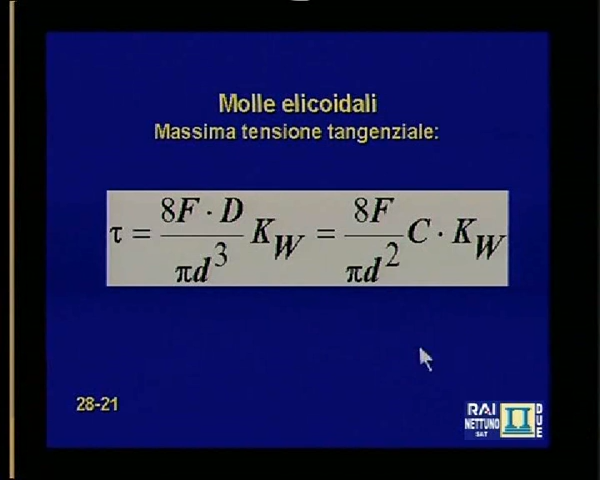 Molle elicoidali
Massima tensione tangenziale:
τ = 8F · D / πd³ K_W = 8F / πd² C · K_W
28-21
RAI
NETTUNO
SAT
DUE